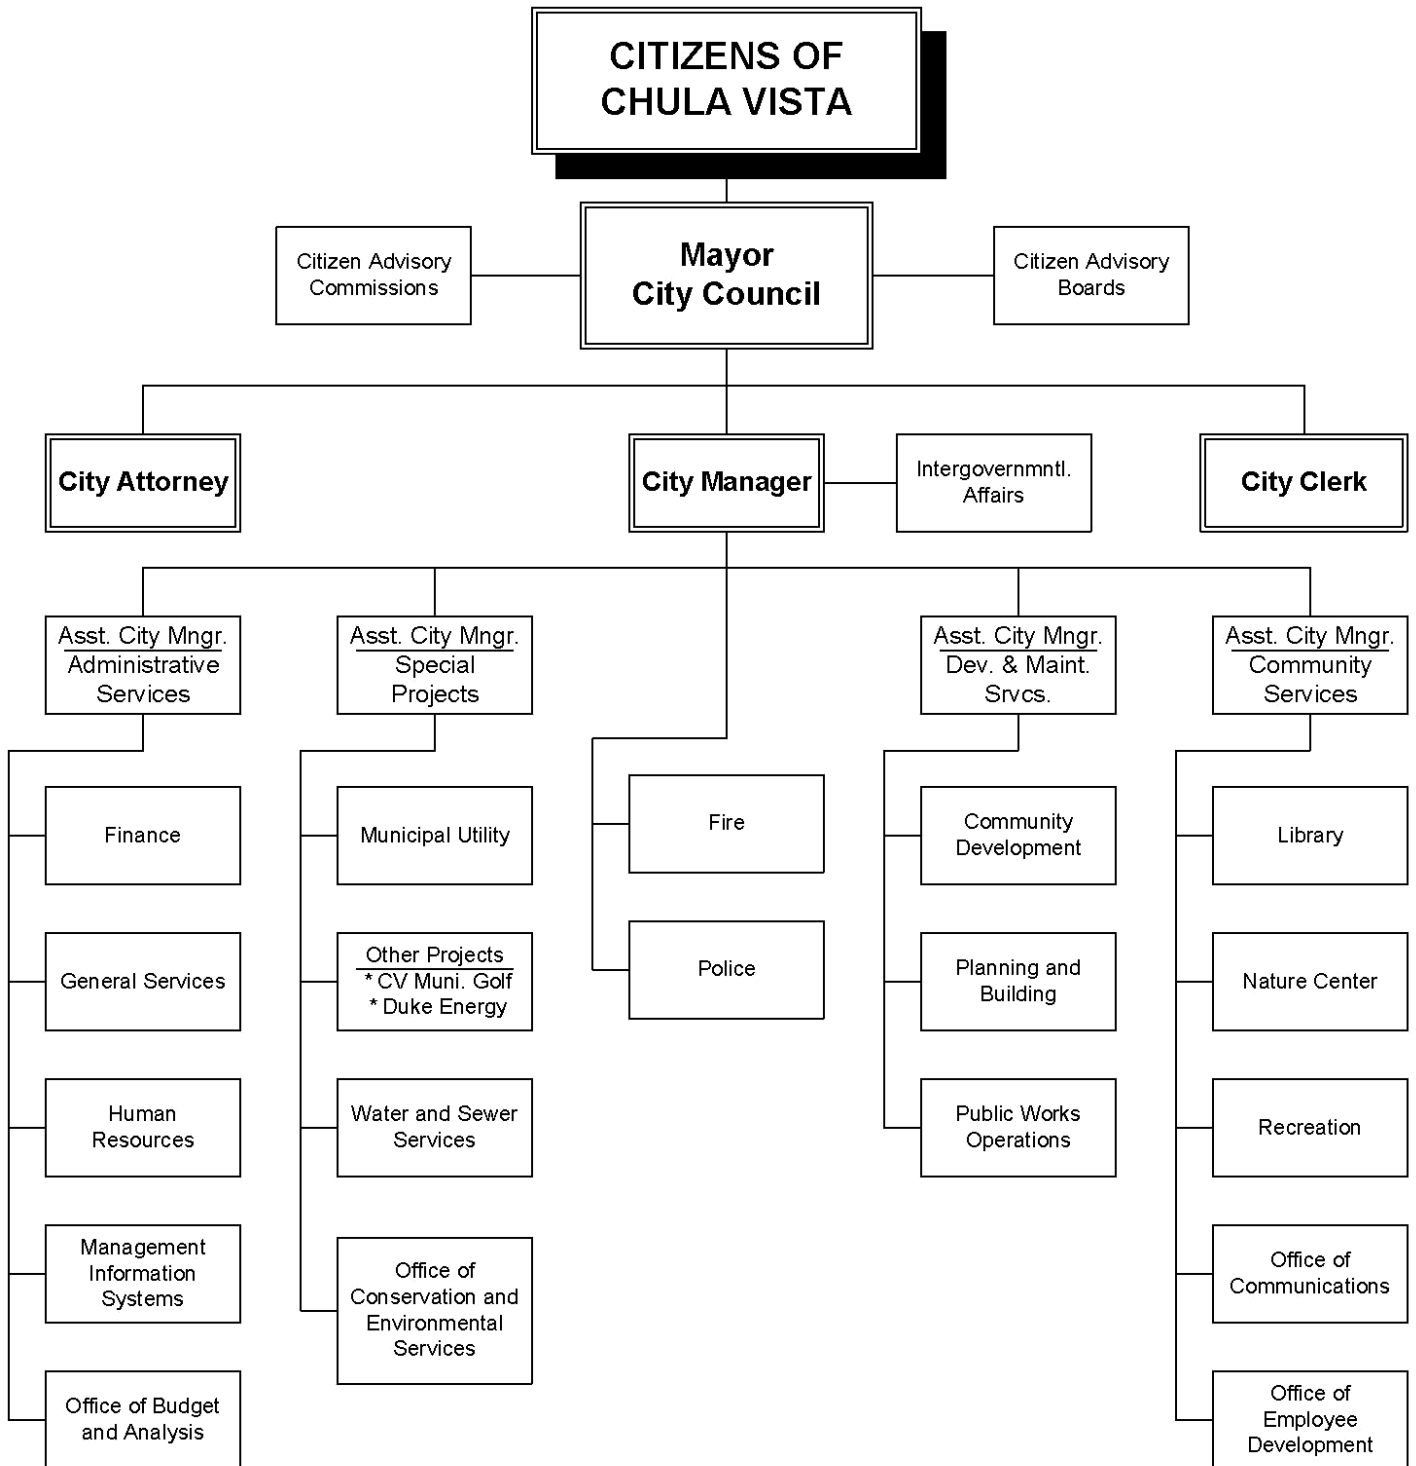 CITIZENS OF
CHULA VISTA
Citizen Advisory
Commissions
Mayor
City Council
Citizen Advisory
Boards
City Attorney
City Manager
Intergovernmntl.
Affairs
City Clerk
Asst. City Mngr.
Administrative
Services
Asst. City Mngr.
Special
Projects
Asst. City Mngr.
Dev. & Maint.
Srvcs.
Asst. City Mngr.
Community
Services
Finance
General Services
Human
Resources
Management
Information
Systems
Office of Budget
and Analysis
Municipal Utility
Other Projects
* CV Muni. Golf
* Duke Energy
Water and Sewer
Services
Office of
Conservation and
Environmental
Services
Fire
Police
Community
Development
Planning and
Building
Public Works
Operations
Library
Nature Center
Recreation
Office of
Communications
Office of
Employee
Development